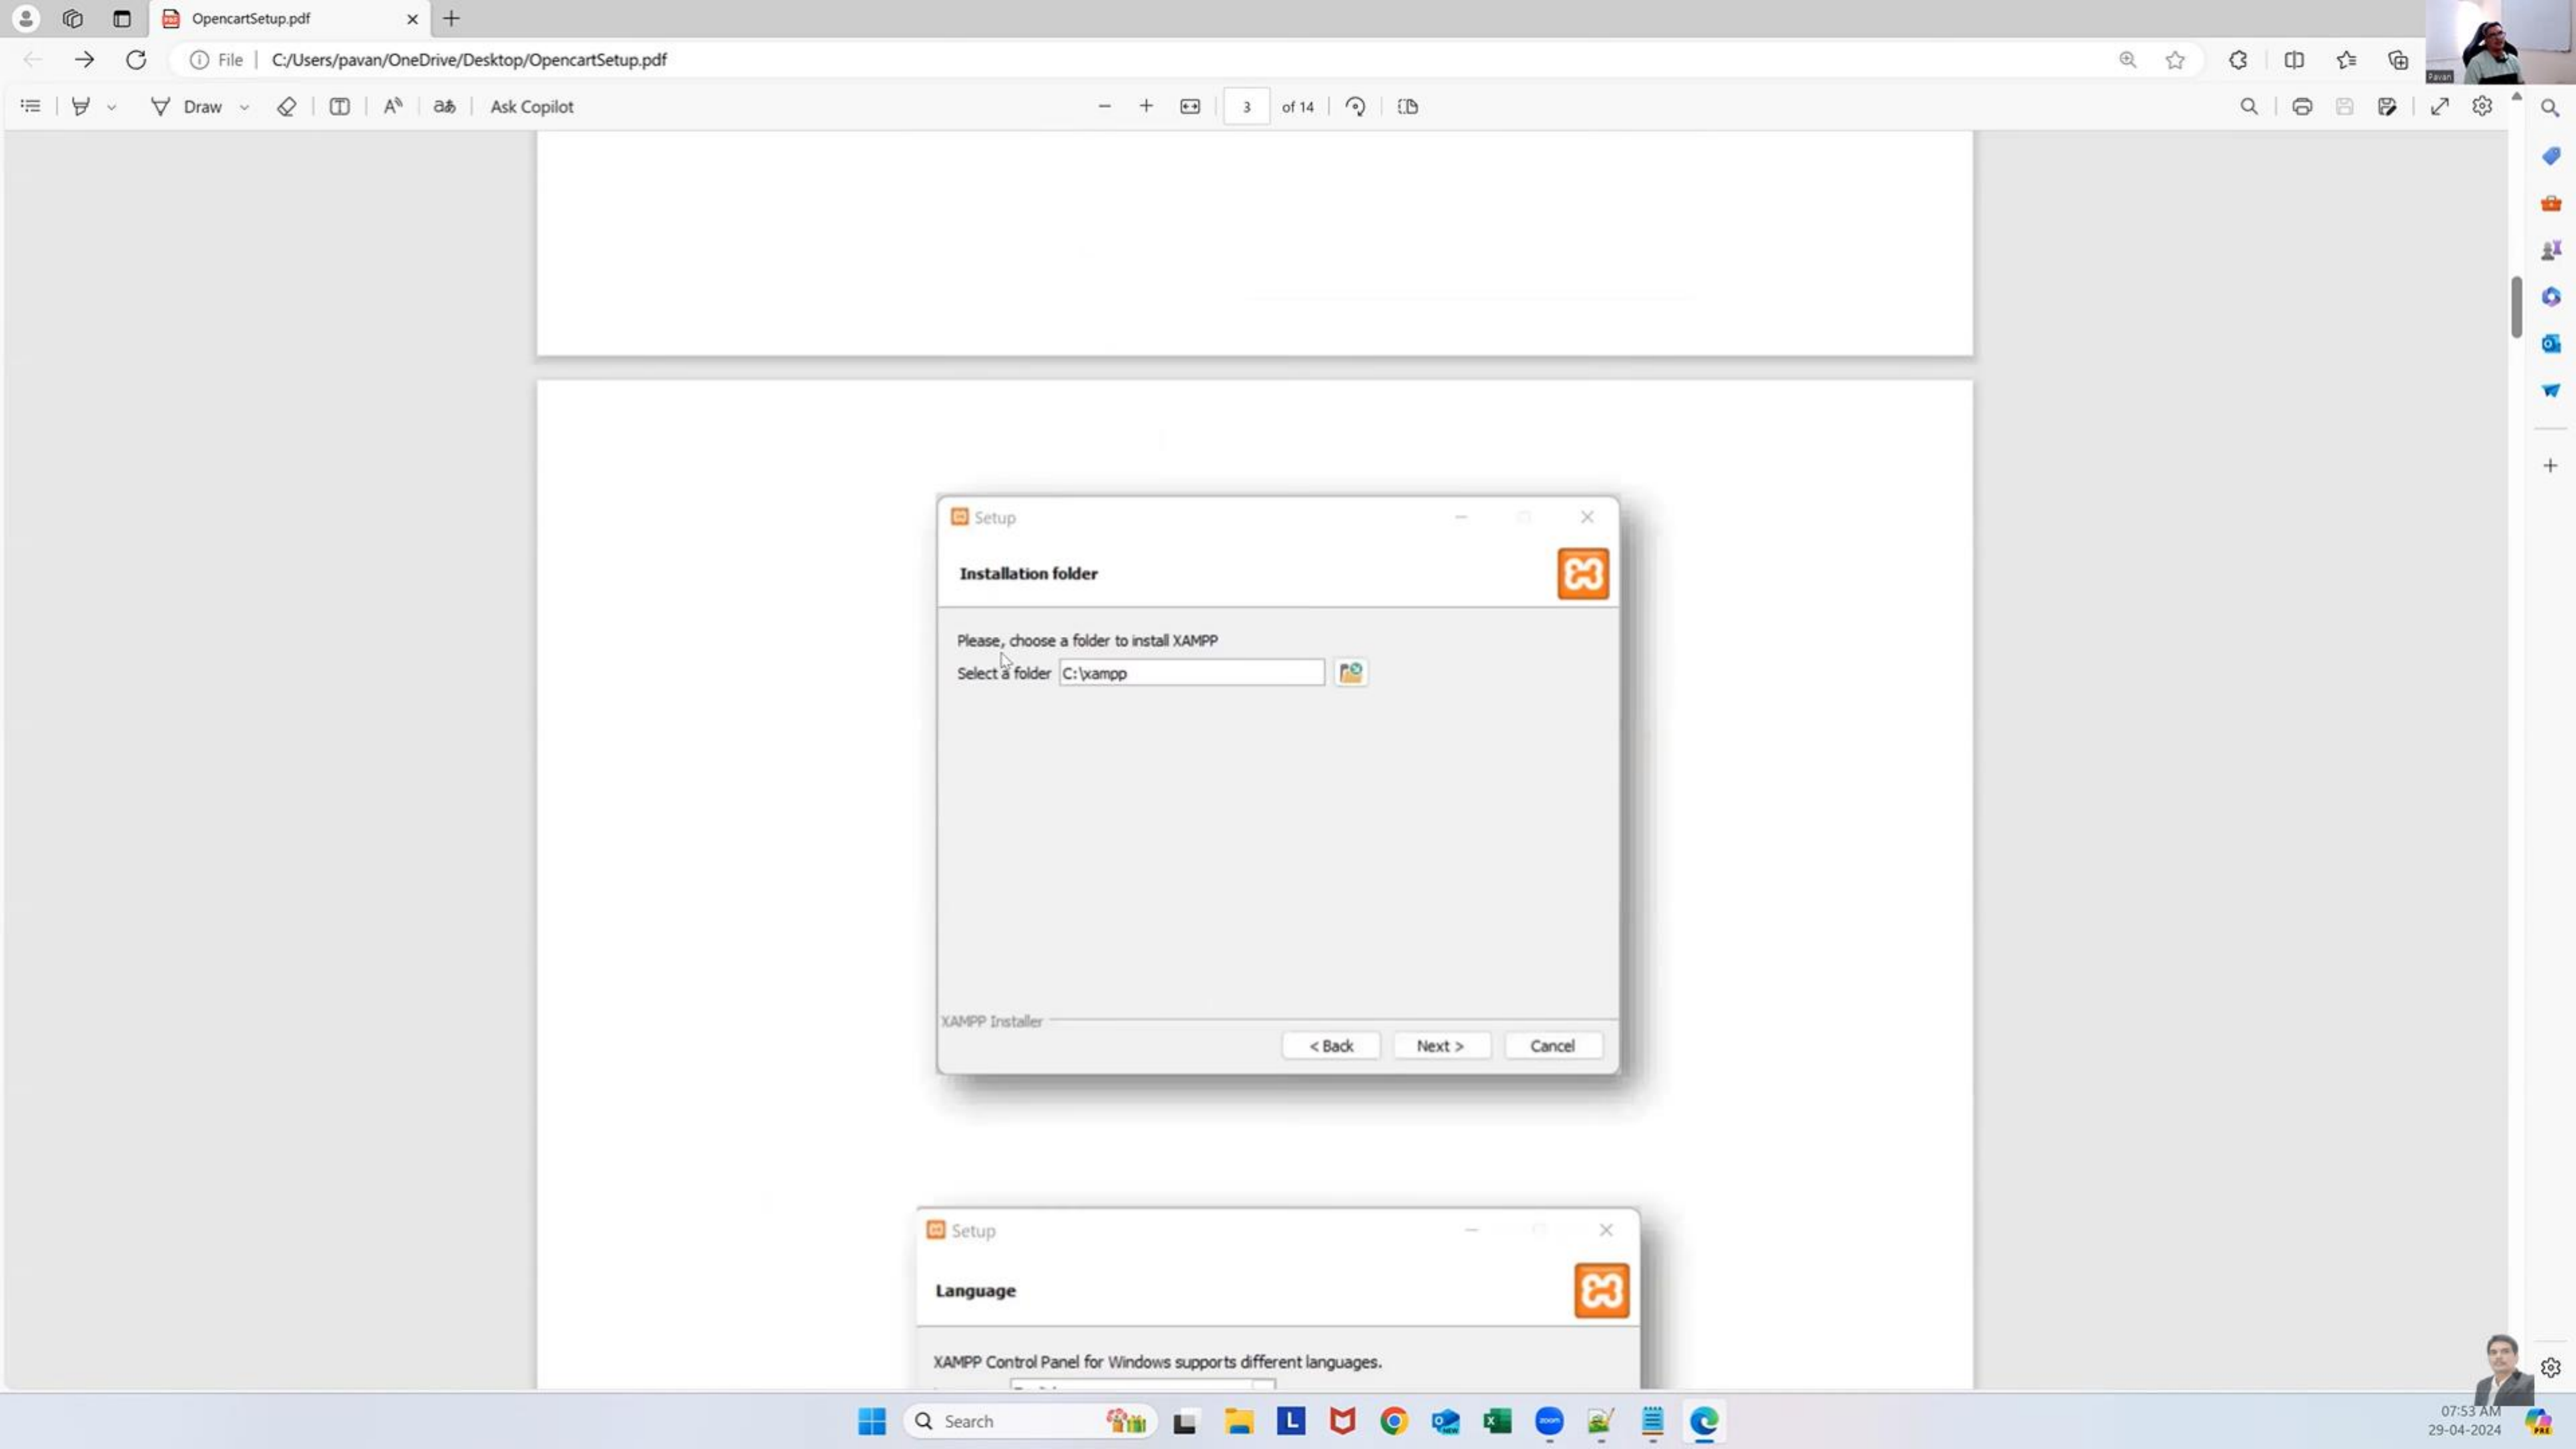 OpencartSetup.pdf
File
C:/Users/pavan/OneDrive/Desktop/OpencartSetup.pdf
Pavan
Draw
Ask Copilot
3 of 14
Setup
Installation folder
Please, choose a folder to install XAMPP
Select a folder C:\xampp
XAMPP Installer
< Back Next > Cancel
Setup
Language
XAMPP Control Panel for Windows supports different languages.
Search
zoom
07:53 AM
29-04-2024